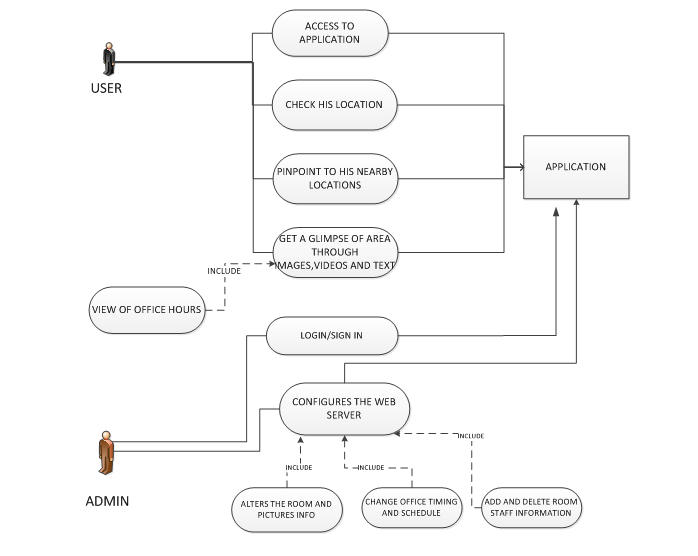 ACCESS TO
APPLICATION
USER
CHECK HIS LOCATION
PINPOINT TO HIS NEARBY
LOCATIONS
APPLICATION
GET A GLIMPSE OF AREA
THROUGH
IMAGES,VIDEOS AND TEXT
INCLUDE
VIEW OF OFFICE HOURS
LOGIN/SIGN IN
CONFIGURES THE WEB
SERVER
ADMIN
INCLUDE
INCLUDE
INCLUDE
ALTERS THE ROOM AND
PICTURES INFO
CHANGE OFFICE TIMING
AND SCHEDULE
ADD AND DELETE ROOM
STAFF INFORMATION